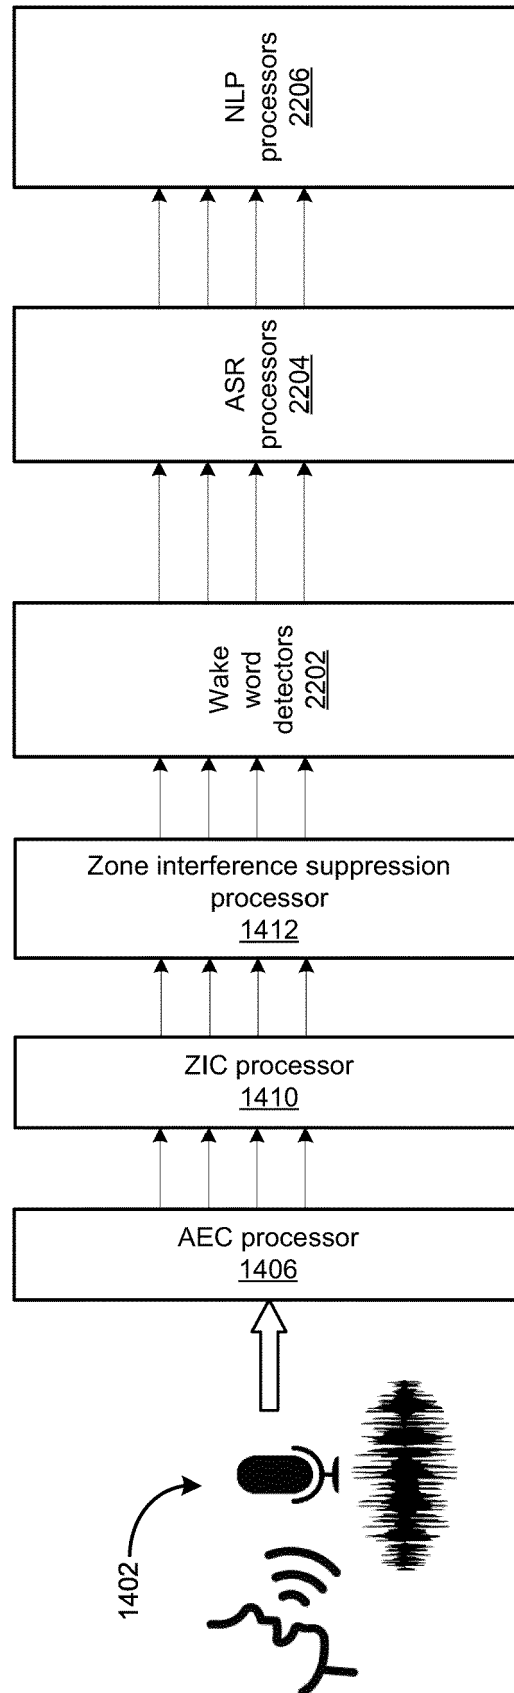 NLP
processors
2206
ASR
processors
2204
Wake
word
detectors
2202
Zone interference suppression
processor
1412
ZIC processor
1410
AEC processor
1406
1402